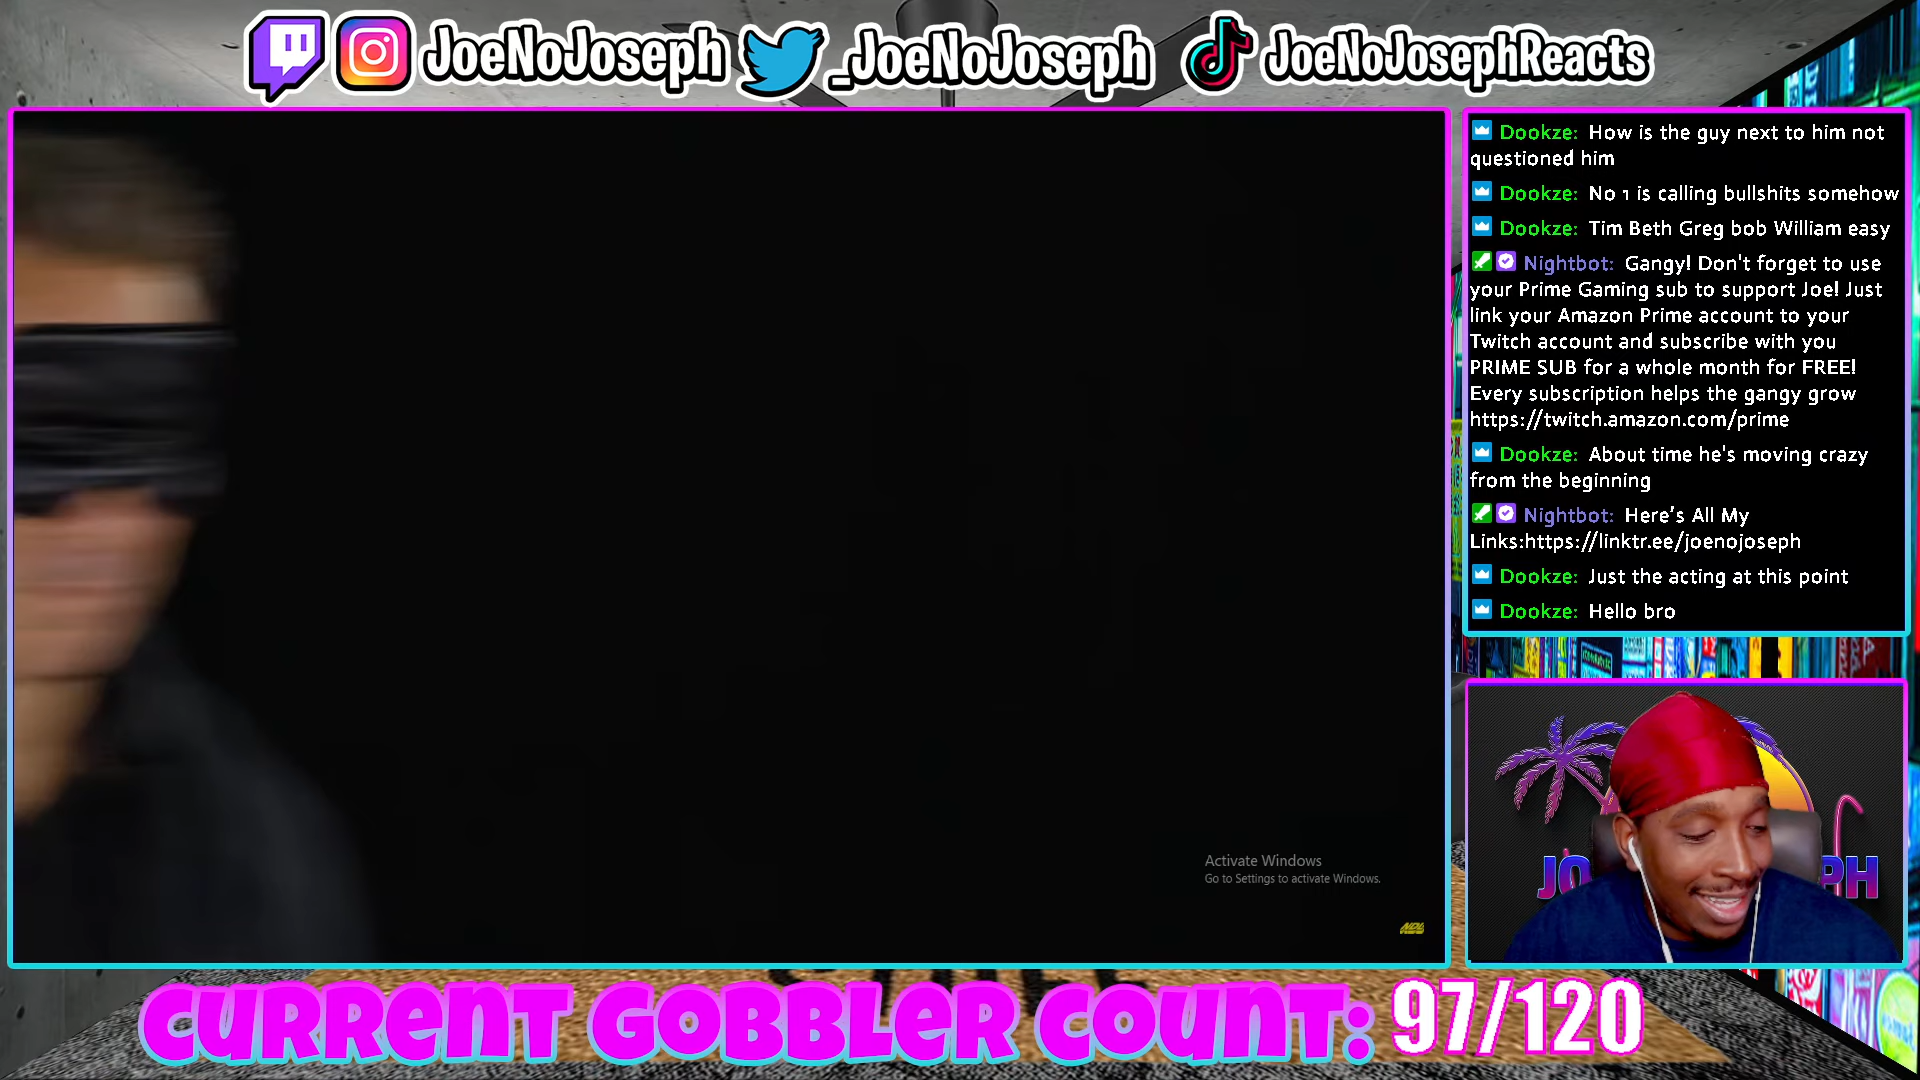 JoeNoJoseph _JoeNoJoseph JoeNoJosephReacts
Dookze: How is the guy next to him not
questioned him
Dookze: No 1 is calling bullshits somehow
Dookze: Tim Beth Greg bob William easy
Nightbot: Gangy! Don't forget to use
your Prime Gaming sub to support Joe! Just
link your Amazon Prime account to your
Twitch account and subscribe with you
PRIME SUB for a whole month for FREE!
Every subscription helps the gangy grow
https://twitch.amazon.com/prime
Dookze: About time he's moving crazy
from the beginning
Nightbot: Here's All My
Links:https://linktr.ee/joenojoseph
Dookze: Just the acting at this point
Dookze: Hello bro
Activate Windows
Go to Settings to activate Windows.
NDL
JO PH
CURRENT GOBBLER COUNT: 97/120